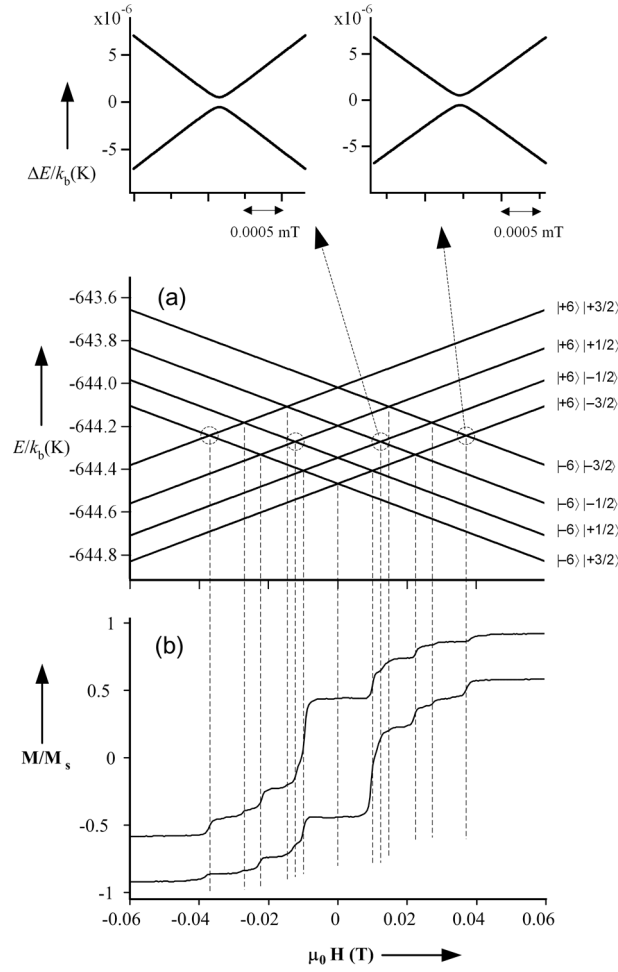 x10-6 x10-6
5 5
0 0
-5 -5
ΔE/kb(K)
0.0005 mT 0.0005 mT
(a)
-643.6 |+6⟩ |+3/2⟩
-643.8 |+6⟩ |+1/2⟩
-644.0 |+6⟩ |−1/2⟩
|+6⟩ |−3/2⟩
-644.2
E/kb(K)
-644.4 |−6⟩ |−3/2⟩
-644.6 |−6⟩ |−1/2⟩
|−6⟩ |+1/2⟩
-644.8 |−6⟩ |+3/2⟩
1
(b)
0.5
M/Ms 0
-0.5
-1
-0.06 -0.04 -0.02 0 0.02 0.04 0.06
μ0 H (T)